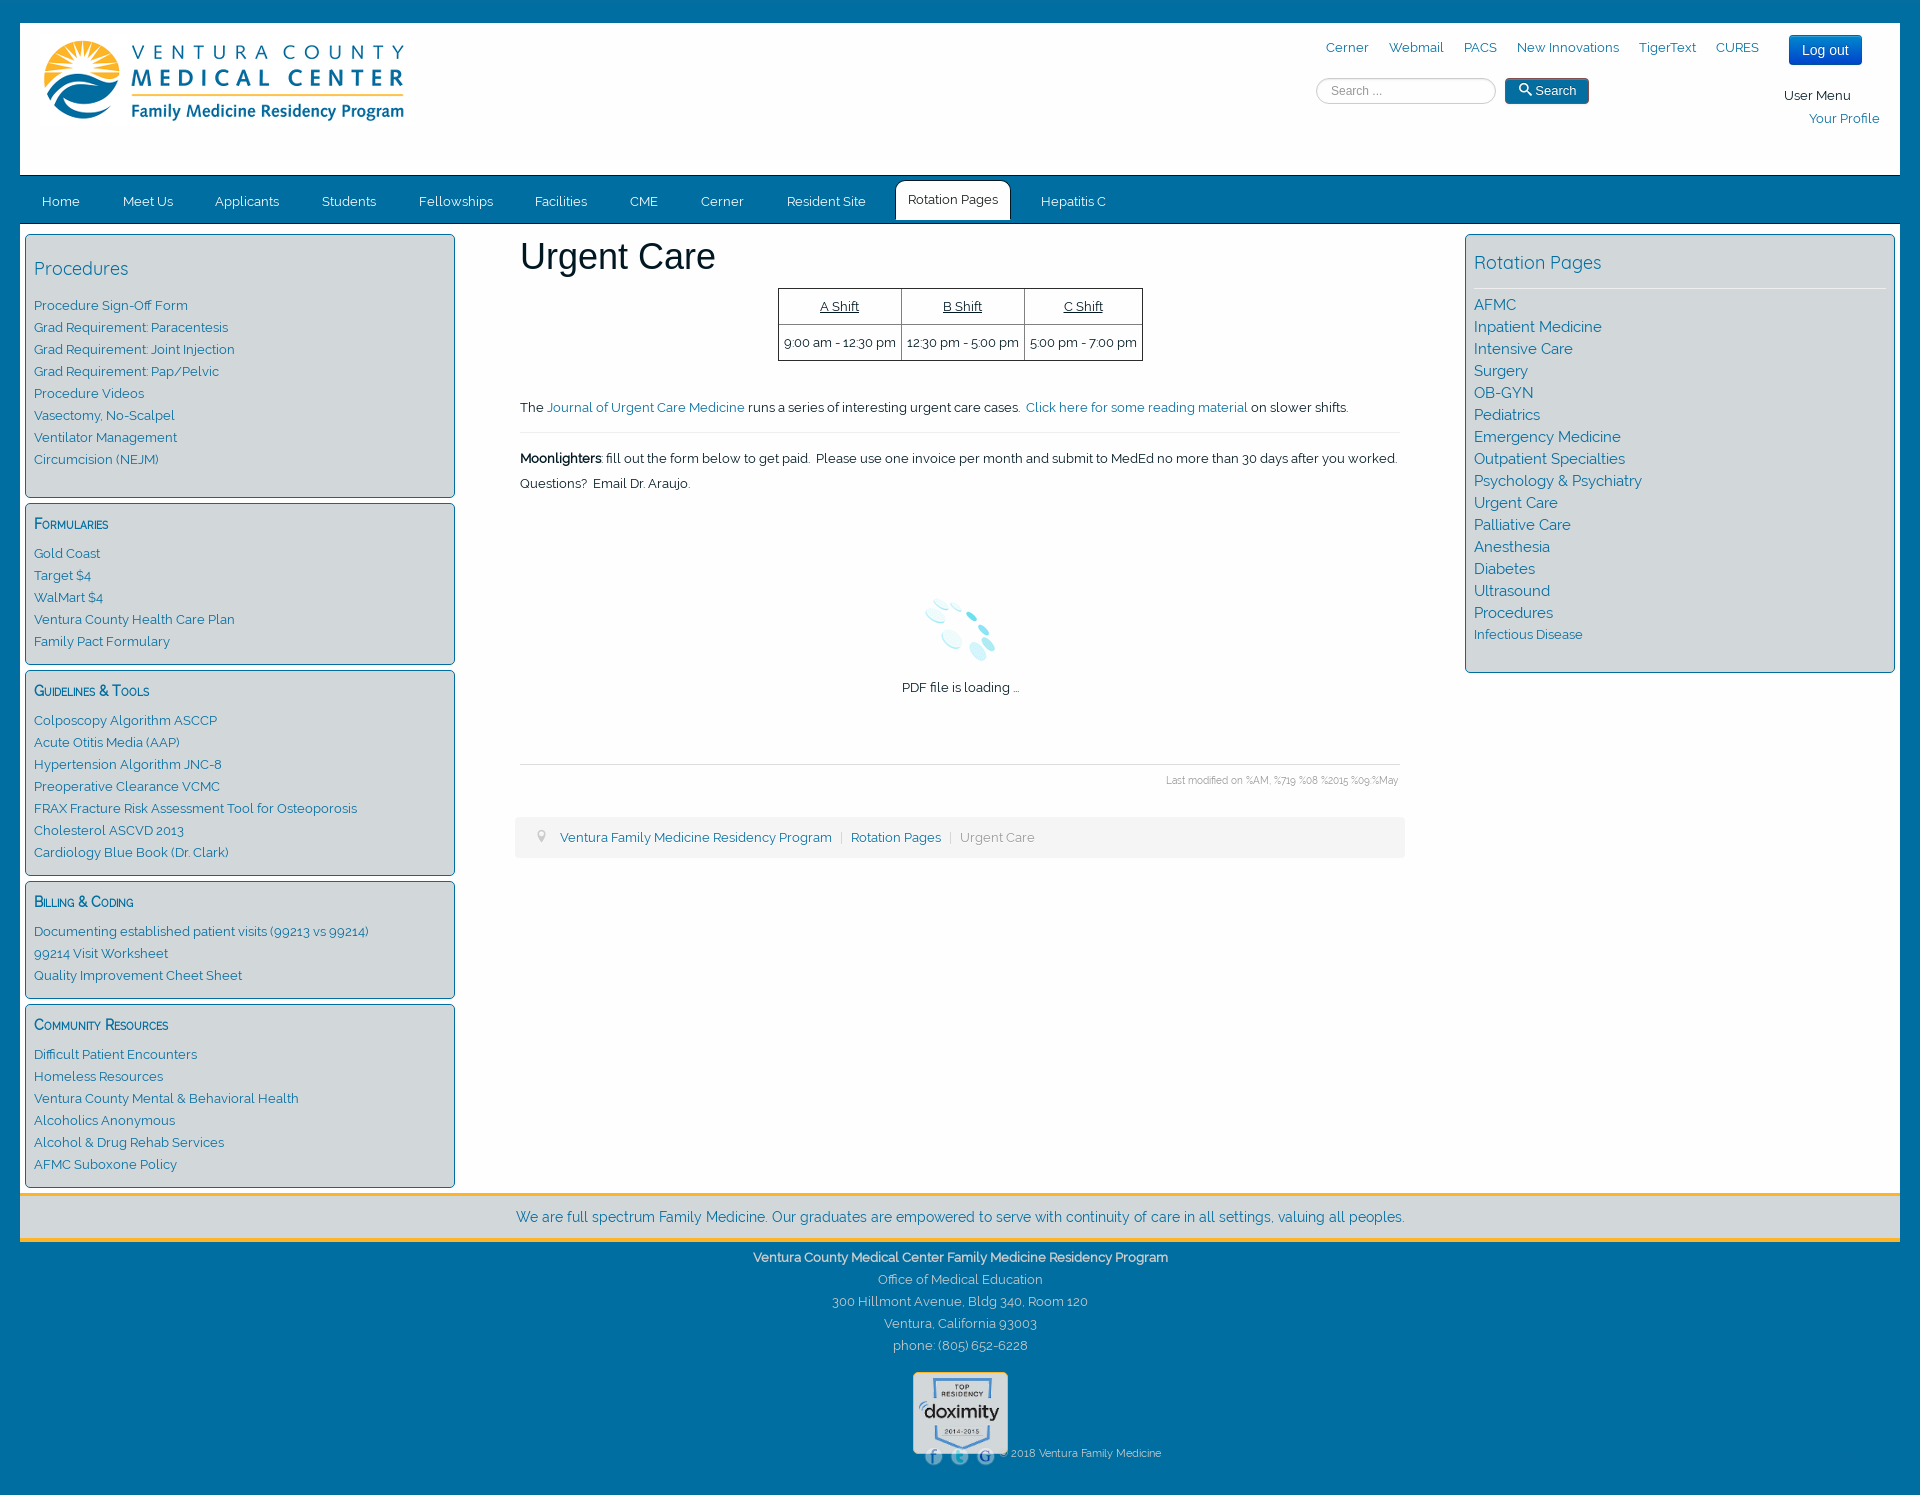 VENTURA COUNTY
MEDICAL CENTER
Family Medicine Residency Program
Cerner Webmail PACS New Innovations TigerText CURES
Log out
Search ...
Search
User Menu
Your Profile
Home Meet Us Applicants Students Fellowships Facilities CME Cerner Resident Site Rotation Pages Hepatitis C
Procedures
Procedure Sign-Off Form
Grad Requirement: Paracentesis
Grad Requirement: Joint Injection
Grad Requirement: Pap/Pelvic
Procedure Videos
Vasectomy, No-Scalpel
Ventilator Management
Circumcision (NEJM)
Formularies
Gold Coast
Target $4
WalMart $4
Ventura County Health Care Plan
Family Pact Formulary
Guidelines & Tools
Colposcopy Algorithm ASCCP
Acute Otitis Media (AAP)
Hypertension Algorithm JNC-8
Preoperative Clearance VCMC
FRAX Fracture Risk Assessment Tool for Osteoporosis
Cholesterol ASCVD 2013
Cardiology Blue Book (Dr. Clark)
Billing & Coding
Documenting established patient visits (99213 vs 99214)
99214 Visit Worksheet
Quality Improvement Cheet Sheet
Community Resources
Difficult Patient Encounters
Homeless Resources
Ventura County Mental & Behavioral Health
Alcoholics Anonymous
Alcohol & Drug Rehab Services
AFMC Suboxone Policy
Urgent Care
A Shift B Shift C Shift
9:00 am - 12:30 pm 12:30 pm - 5:00 pm 5:00 pm - 7:00 pm
The Journal of Urgent Care Medicine runs a series of interesting urgent care cases. Click here for some reading material on slower shifts.
Moonlighters: fill out the form below to get paid. Please use one invoice per month and submit to MedEd no more than 30 days after you worked.
Questions? Email Dr. Araujo.
PDF file is loading ...
Last modified on %AM, %719 %08 %2015 %09:%May
Ventura Family Medicine Residency Program | Rotation Pages | Urgent Care
Rotation Pages
AFMC
Inpatient Medicine
Intensive Care
Surgery
OB-GYN
Pediatrics
Emergency Medicine
Outpatient Specialties
Psychology & Psychiatry
Urgent Care
Palliative Care
Anesthesia
Diabetes
Ultrasound
Procedures
Infectious Disease
We are full spectrum Family Medicine. Our graduates are empowered to serve with continuity of care in all settings, valuing all peoples.
Ventura County Medical Center Family Medicine Residency Program
Office of Medical Education
300 Hillmont Avenue, Bldg 340, Room 120
Ventura, California 93003
phone: (805) 652-6228
TOP
RESIDENCY
doximity
2014-2015
f t G © 2018 Ventura Family Medicine